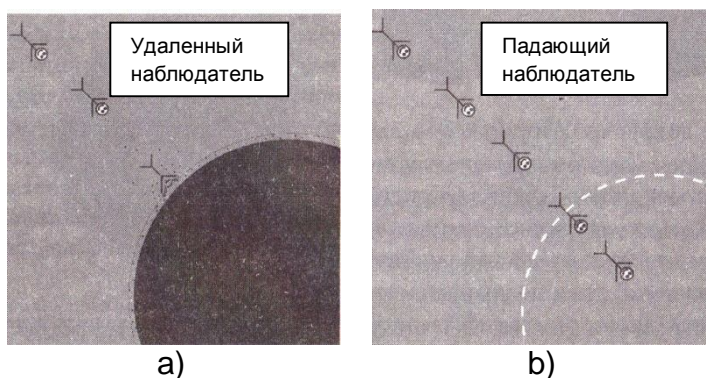 Удаленный
наблюдатель
Падающий
наблюдатель
a)
b)